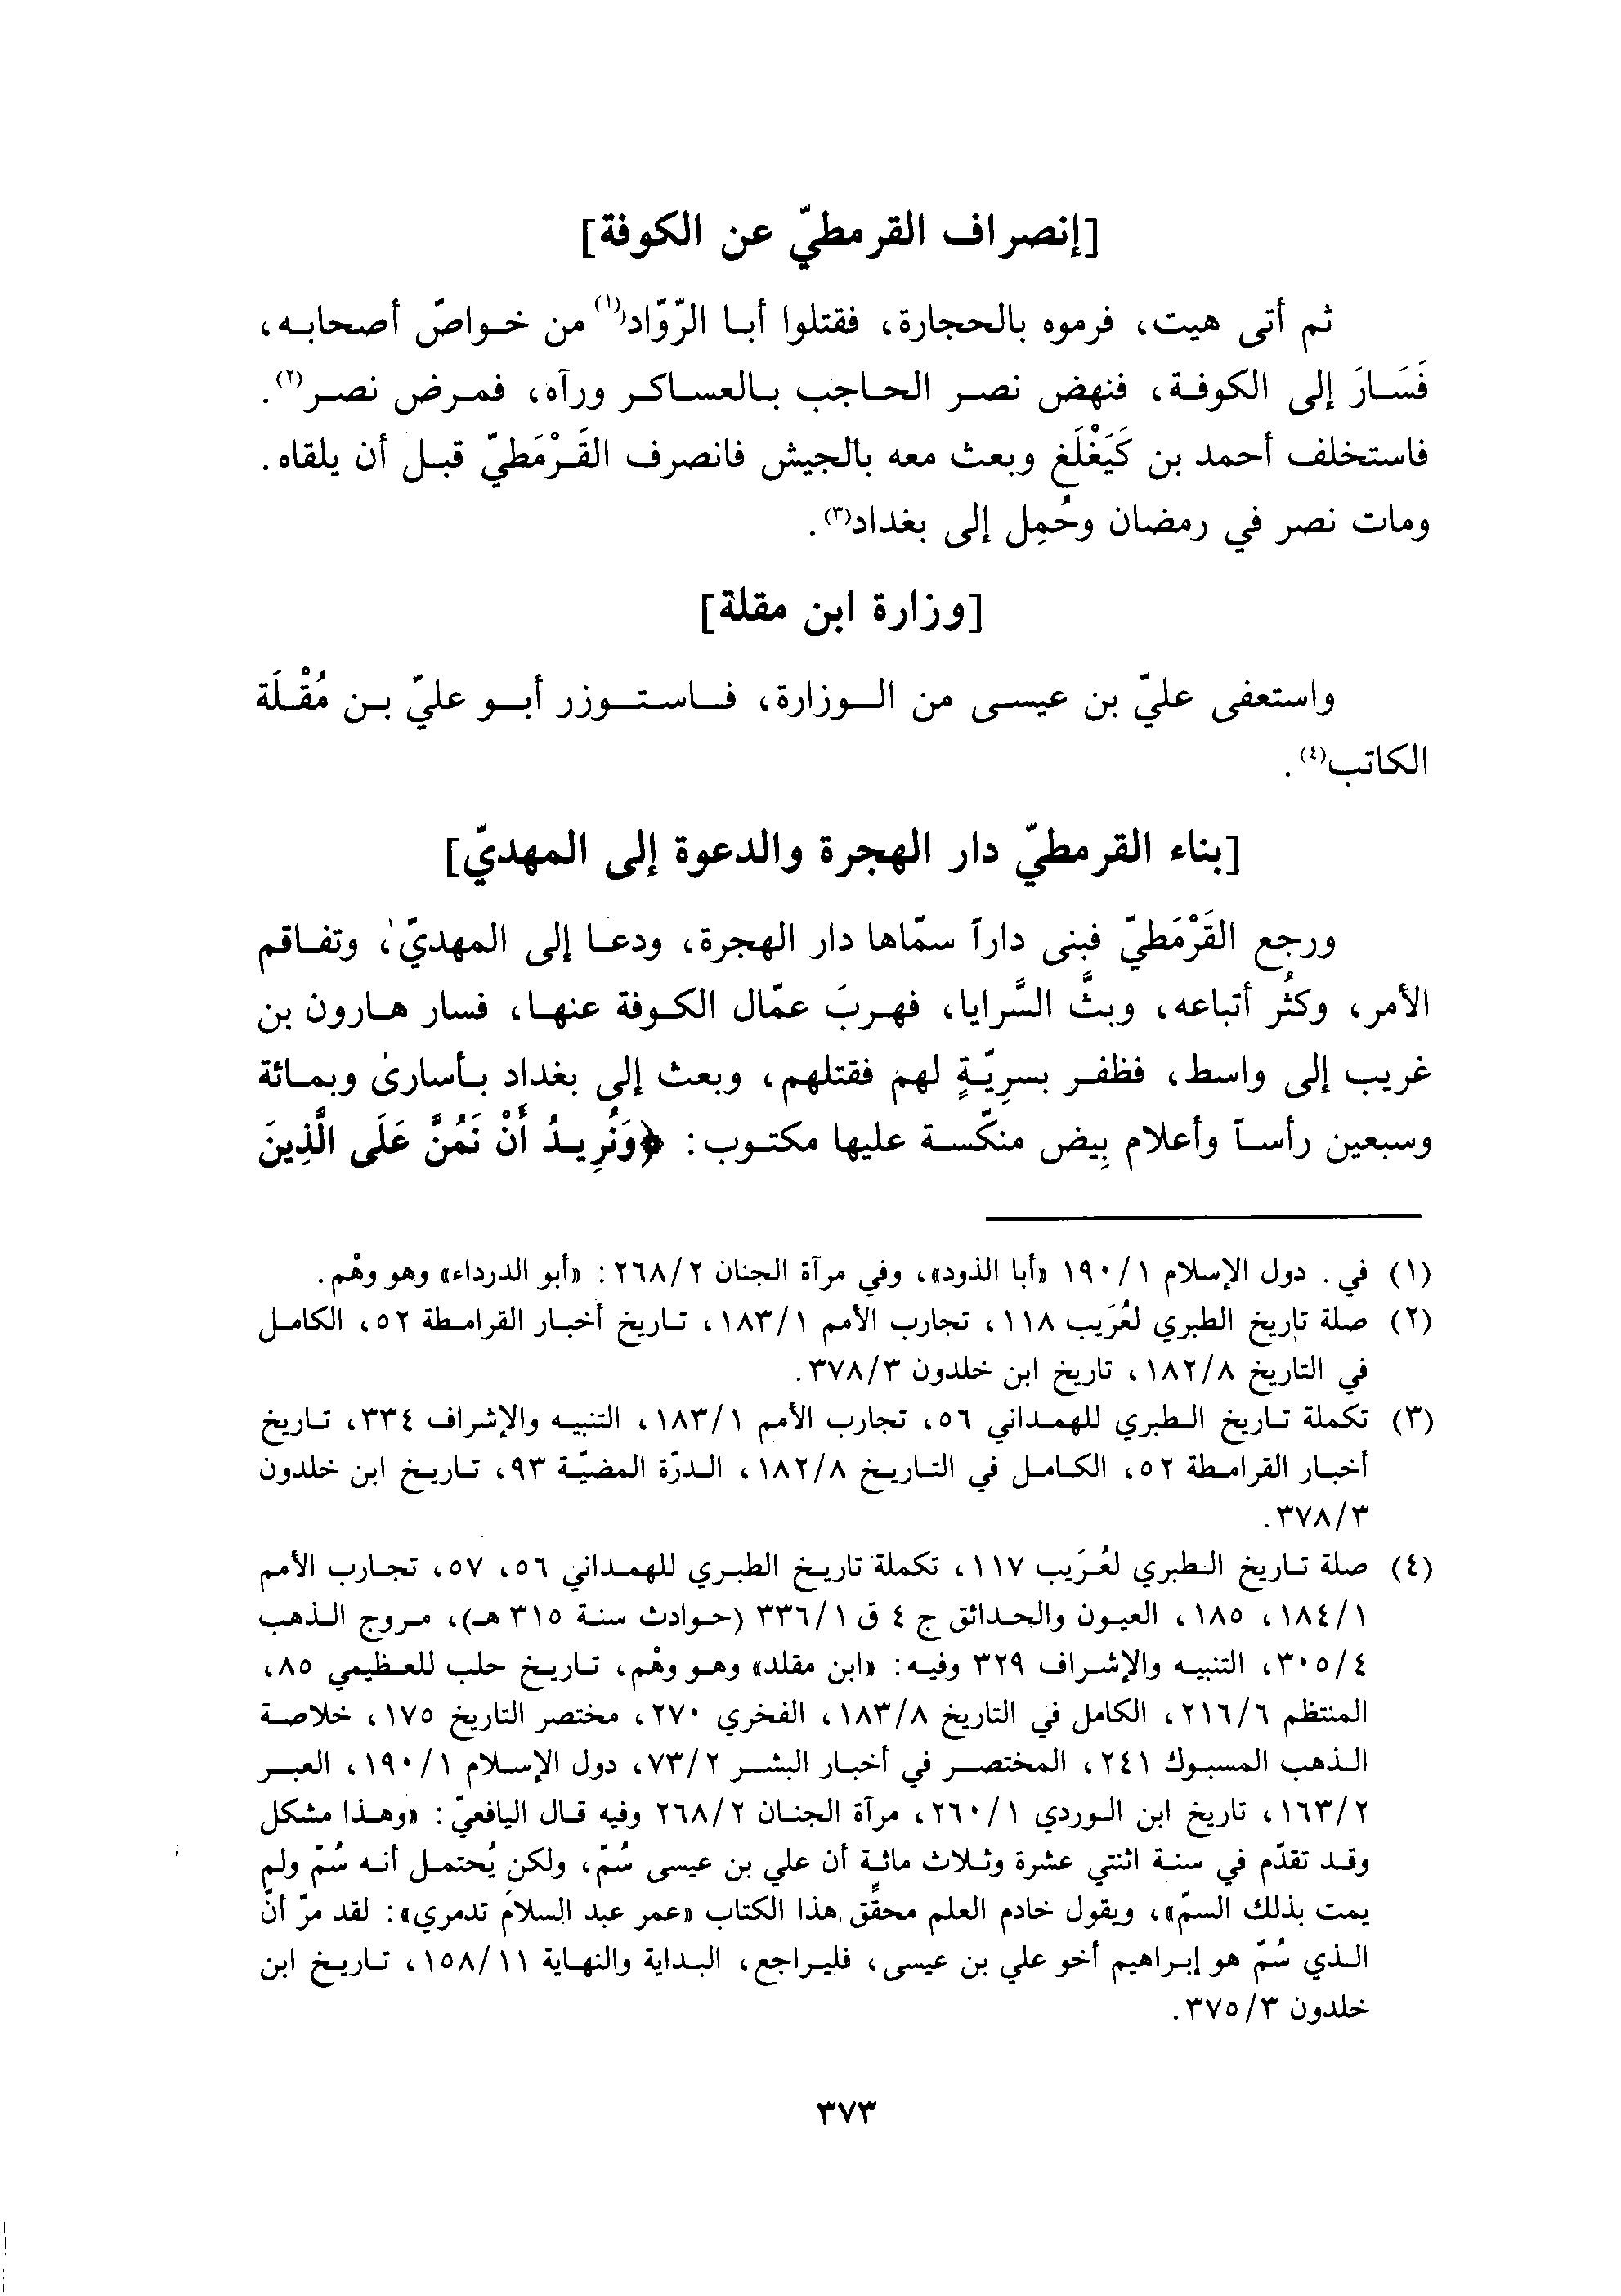 [إنصراف القرمطيّ عن الكوفة]
ثم أتى هيت، فرموه بالحجارة، فقتلوا أبا الرّوّاد(١) من خواصّ أصحابه،
فَسَارَ إلى الكوفة، فنهض نصر الحاجب بالعساكر ورآه، فمرض نصر(٢).
فاستخلف أحمد بن كَيَغْلَغ وبعث معه بالجيش فانصرف القَرْمَطيّ قبل أن يلقاه.
ومات نصر في رمضان وحُمِل إلى بغداد(٣).
[وزارة ابن مقلة]
واستعفى عليّ بن عيسى من الوزارة، فاستوزر أبو عليّ بن مُقْلَة
الكاتب(٤).
[بناء القرمطيّ دار الهجرة والدعوة إلى المهديّ]
ورجع القَرْمَطيّ فبنى داراً سمّاها دار الهجرة، ودعا إلى المهديّ، وتفاقم
الأمر، وكثُر أتباعه، وبثَّ السَّرايا، فهربَ عمّال الكوفة عنها، فسار هارون بن
غريب إلى واسط، فظفر بسرِيّةٍ لهم فقتلهم، وبعث إلى بغداد بأسارىٰ وبمائة
وسبعين رأساً وأعلام بِيض منكّسة عليها مكتوب: ﴿وَنُرِيدُ أَنْ نَمُنَّ عَلَى الَّذِينَ
(١) في. دول الإسلام ١/ ١٩٠ «أبا الذود»، وفي مرآة الجنان ٢/ ٢٦٨: «أبو الدرداء» وهو وهْم.
(٢) صلة تاريخ الطبري لعُرَيب ١١٨، تجارب الأمم ١/ ١٨٣، تاريخ أخبار القرامطة ٥٢، الكامل
في التاريخ ٨/ ١٨٢، تاريخ ابن خلدون ٣/ ٣٧٨.
(٣) تكملة تاريخ الطبري للهمداني ٥٦، تجارب الأمم ١/ ١٨٣، التنبيه والإشراف ٣٣٤، تاريخ
أخبار القرامطة ٥٢، الكامل في التاريخ ٨/ ١٨٢، الدرّة المضيّة ٩٣، تاريخ ابن خلدون
٣/ ٣٧٨.
(٤) صلة تاريخ الطبري لعُرَيب ١١٧، تكملة تاريخ الطبري للهمداني ٥٦، ٥٧، تجارب الأمم
١/ ١٨٤، ١٨٥، العيون والحدائق ج ٤ ق ١/ ٣٣٦ (حوادث سنة ٣١٥ هـ)، مروج الذهب
٤/ ٣٠٥، التنبيه والإشراف ٣٢٩ وفيه: «ابن مقلد» وهو وهْم، تاريخ حلب للعظيمي ٨٥،
المنتظم ٦/ ٢١٦، الكامل في التاريخ ٨/ ١٨٣، الفخري ٢٧٠، مختصر التاريخ ١٧٥، خلاصة
الذهب المسبوك ٢٤١، المختصر في أخبار البشر ٢/ ٧٣، دول الإسلام ١/ ١٩٠، العبر
٢/ ١٦٣، تاريخ ابن الوردي ١/ ٢٦٠، مرآة الجنان ٢/ ٢٦٨ وفيه قال اليافعيّ: «وهذا مشكل
وقد تقدّم في سنة اثنتي عشرة وثلاث مائة أن علي بن عيسى سُمّ، ولكن يُحتمل أنه سُمّ ولم
يمت بذلك السمّ»، ويقول خادم العلم محقّق هذا الكتاب «عمر عبد السلام تدمري»: لقد مرّ أنّ
الذي سُمّ هو إبراهيم أخو علي بن عيسى، فليراجع، البداية والنهاية ١١/ ١٥٨، تاريخ ابن
خلدون ٣/ ٣٧٥.
٣٧٣